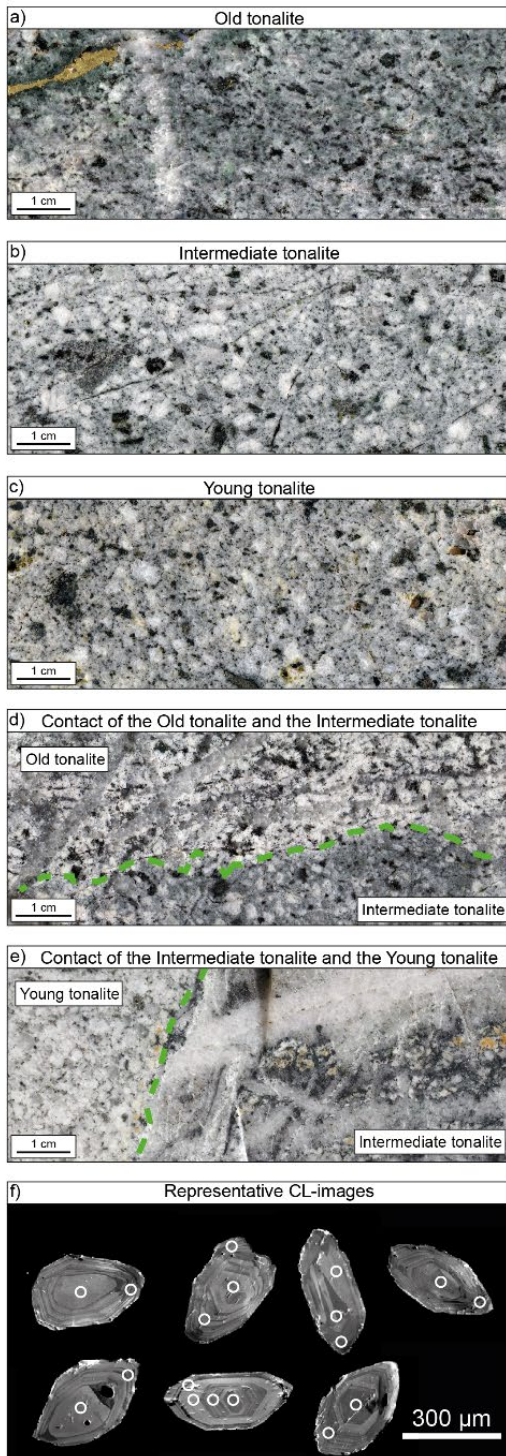 a)
Old tonalite
1 cm
b)
Intermediate tonalite
1 cm
c)
Young tonalite
1 cm
d)
Contact of the Old tonalite and the Intermediate tonalite
Old tonalite
1 cm
Intermediate tonalite
e)
Contact of the Intermediate tonalite and the Young tonalite
Young tonalite
1 cm
Intermediate tonalite
f)
Representative CL-images
300 µm